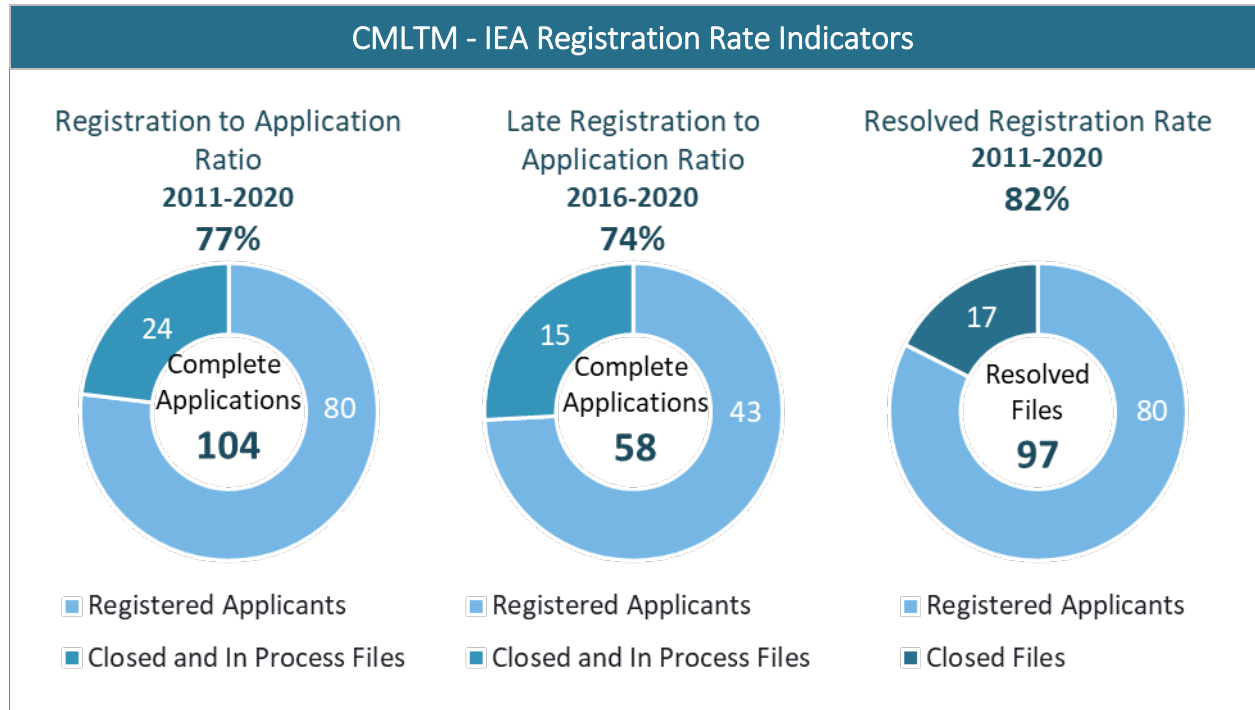 CMLTM - IEA Registration Rate Indicators
Registration to Application
Ratio
2011-2020
77%
24
Complete
Applications
104
80
Registered Applicants
Closed and In Process Files
Late Registration to
Application Ratio
2016-2020
74%
15
Complete
Applications
58
43
Registered Applicants
Closed and In Process Files
Resolved Registration Rate
2011-2020
82%
17
Resolved
Files
97
80
Registered Applicants
Closed Files